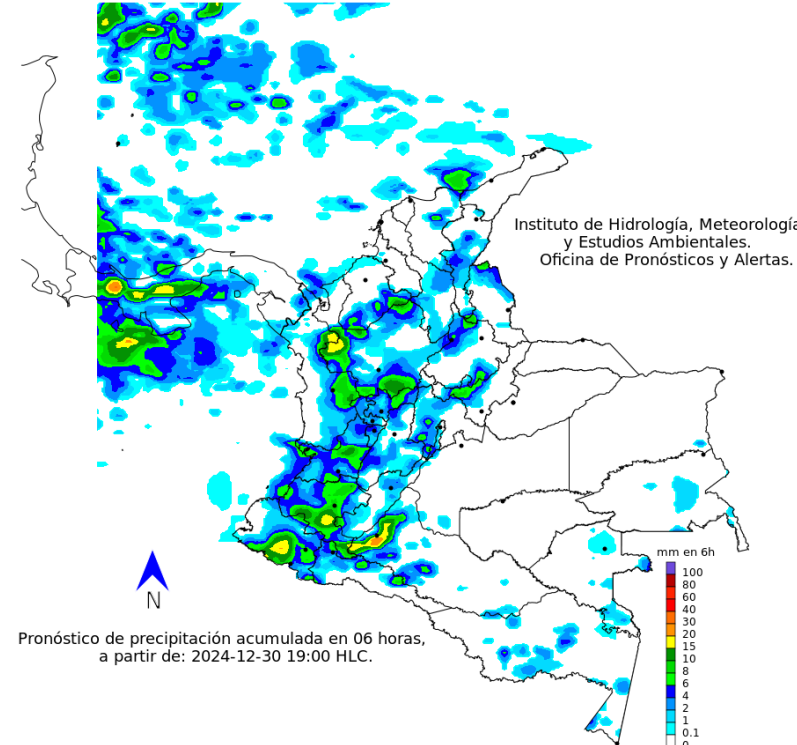 Instituto de Hidrología, Meteorología
y Estudios Ambientales.
Oficina de Pronósticos y Alertas.
mm en 6h
100
80
60
40
30
20
15
10
8
6
4
2
1
0.1
0
N
Pronóstico de precipitación acumulada en 06 horas,
a partir de: 2024-12-30 19:00 HLC.